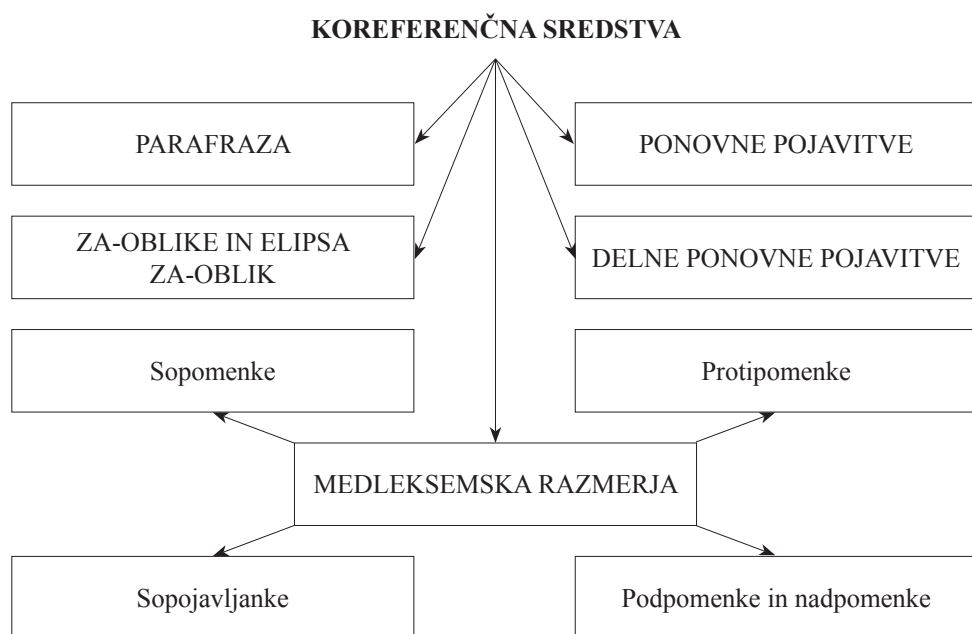 KOREFERENČNA SREDSTVA
PARAFRAZA
PONOVNE POJAVITVE
ZA-OBLIKE IN ELIPSA
ZA-OBLIK
DELNE PONOVNE POJAVITVE
Sopomenke
Protipomenke
MEDLEKSEMSKA RAZMERJA
Sopojavljanke
Podpomenke in nadpomenke